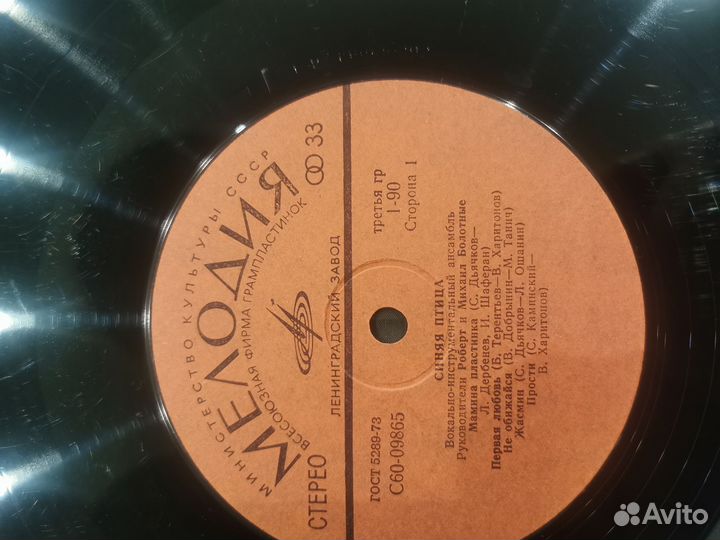 МИНИСТЕРСТВО КУЛЬТУРЫ СССР
МЕЛОДИЯ
ВСЕСОЮЗНАЯ ФИРМА ГРАМПЛАСТИНОК
СТЕРЕО
33
ЛЕНИНГРАДСКИЙ ЗАВОД
ГОСТ 5289-73
С60-09865
третья гр
1-90
Сторона 1
СИНЯЯ ПТИЦА
Вокально-инструментальный ансамбль
Руководители Роберт и Михаил Болотные
Мамина пластинка (С. Дьячков—
Л. Дербенев, И. Шаферан)
Первая любовь (Б. Терентьев—В. Харитонов)
Не обижайся (В. Добрынин—М. Танич)
Жасмин (С. Дьячков—Л. Ошанин)
Прости (С. Каминский—
В. Харитонов)
Avito